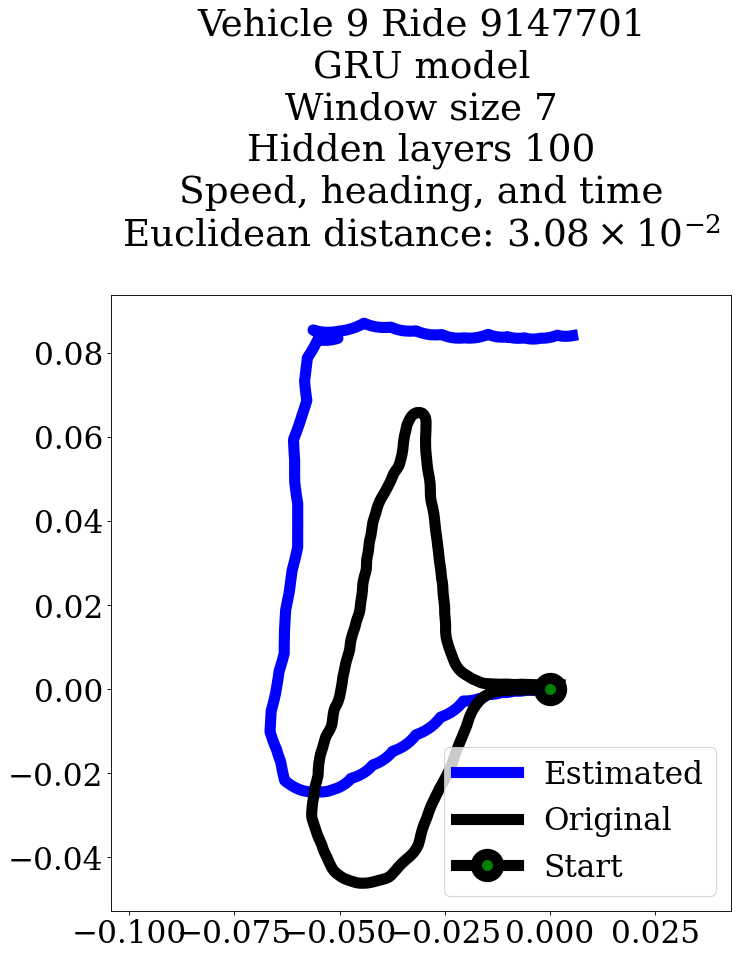 Vehicle 9 Ride 9147701
GRU model
Window size 7
Hidden layers 100
Speed, heading, and time
Euclidean distance: 3.08 × 10⁻²
0.08
0.06
0.04
0.02
0.00
−0.02
−0.04
Estimated
Original
Start
−0.100 −0.075 −0.050 −0.025 0.000 0.025